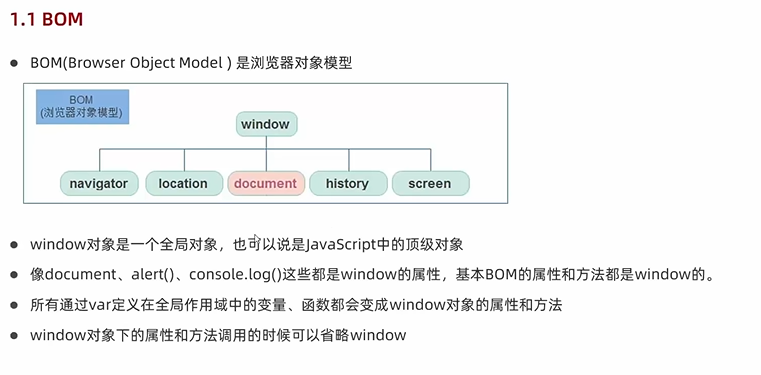 1.1 BOM
BOM(Browser Object Model ) 是浏览器对象模型
BOM
(浏览器对象模型)
window
navigator location document history screen
window对象是一个全局对象，也可以说是JavaScript中的顶级对象
像document、alert()、console.log()这些都是window的属性，基本BOM的属性和方法都是window的。
所有通过var定义在全局作用域中的变量、函数都会变成window对象的属性和方法
window对象下的属性和方法调用的时候可以省略window